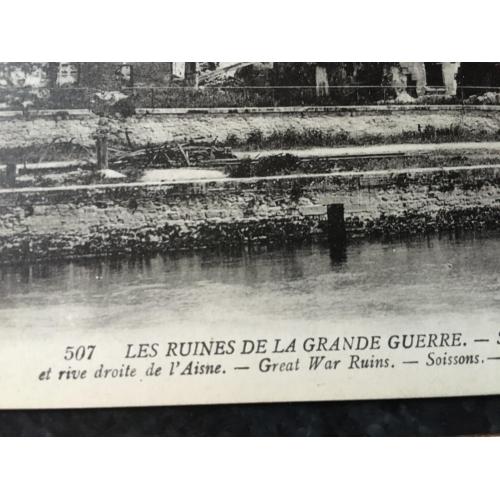 507 LES RUINES DE LA GRANDE GUERRE. — S
et rive droite de l'Aisne. — Great War Ruins. — Soissons. —